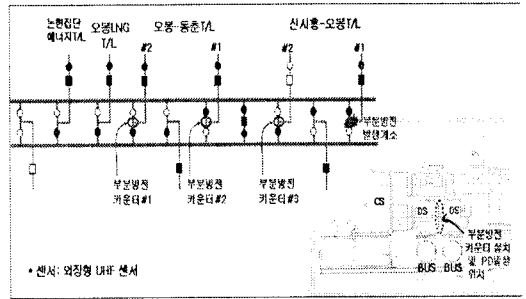 논현집단
에너지T/L
오봉LNG
T/L
오봉-동춘T/L
신시흥-오봉T/L
#2
#1
#2
#1
부분방전
발생개소
부분방전
카운터#1
부분방전
카운터#2
부분방전
카운터#3
CS
DS
DS
부분방전
카운터 설치
및 PD발생
위치
BUS
BUS
* 센서: 외장형 UHF 센서